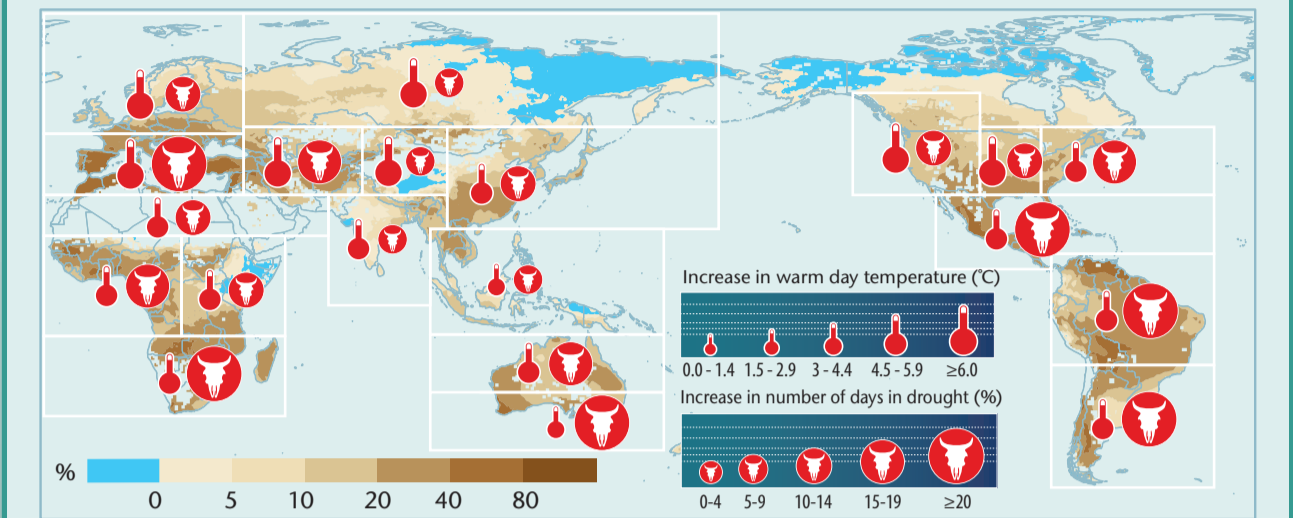 Increase in warm day temperature (℃)
0.0 - 1.4 1.5 - 2.9 3 - 4.4 4.5 - 5.9 ≥6.0
Increase in number of days in drought (%)
0-4 5-9 10-14 15-19 ≥20
%
0 5 10 20 40 80